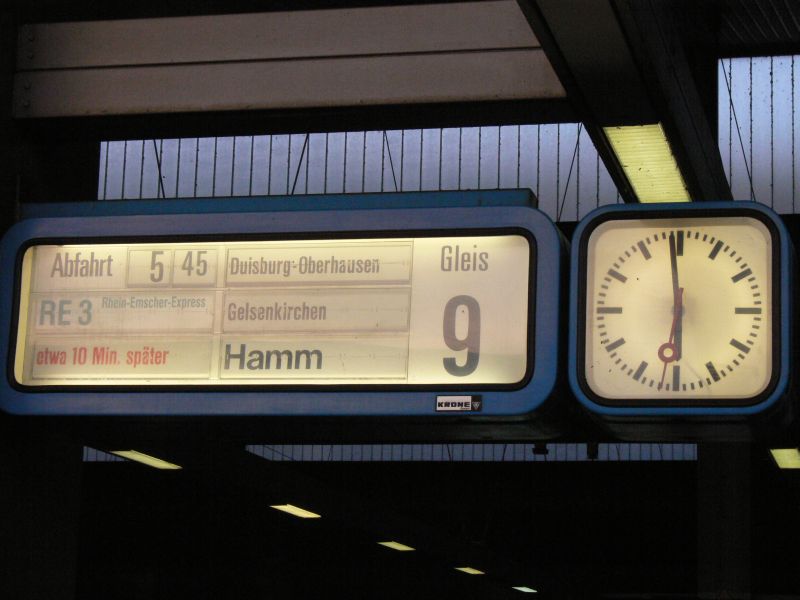 Abfahrt 5 45 Duisburg-Oberhausen Gleis
RE 3 Rhein-Emscher-Express Gelsenkirchen 9
etwa 10 Min. später Hamm
KRONE